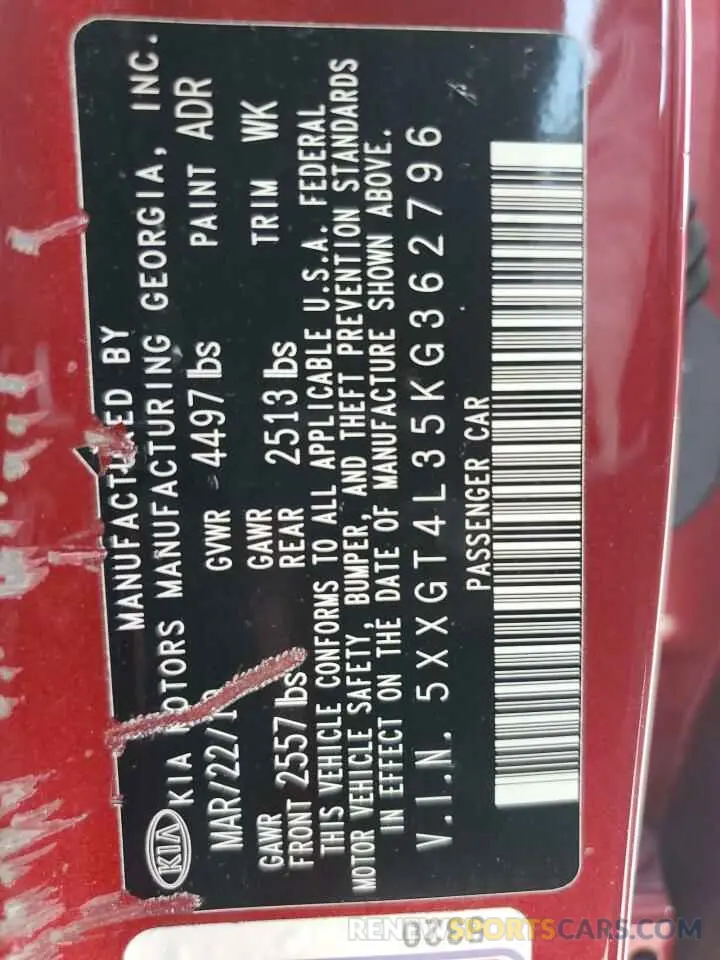 MANUFACTURED BY
KIA MOTORS MANUFACTURING GEORGIA, INC.
MAR/22/1 GVWR 4497 lbs PAINT ADR
GAWR FRONT 2557 lbs GAWR REAR 2513 lbs TRIM WK
THIS VEHICLE CONFORMS TO ALL APPLICABLE U.S.A. FEDERAL
MOTOR VEHICLE SAFETY, BUMPER, AND THEFT PREVENTION STANDARDS
IN EFFECT ON THE DATE OF MANUFACTURE SHOWN ABOVE.
V.I.N. 5XXGT4L35KG362796
PASSENGER CAR
KIA
RENEWSPORTSCARS.COM